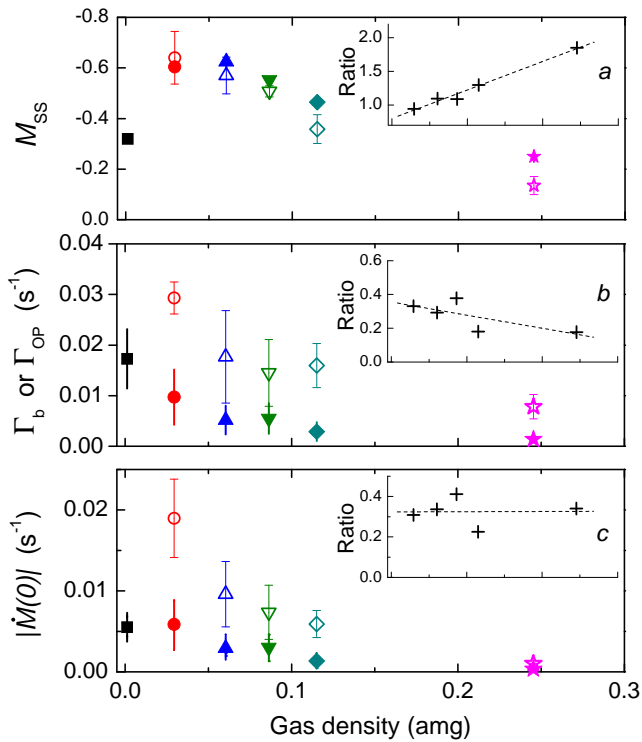 -0.8
-0.6
-0.4
-0.2
0.0
M_SS
2.0
1.5
1.0
Ratio
a
0.04
0.03
0.02
0.01
0.00
Γ_b or Γ_OP (s⁻¹)
0.6
0.4
0.2
0.0
Ratio
b
0.02
0.01
0.00
|Ṁ(0)| (s⁻¹)
0.6
0.4
0.2
0.0
Ratio
c
0.0 0.1 0.2 0.3
Gas density (amg)